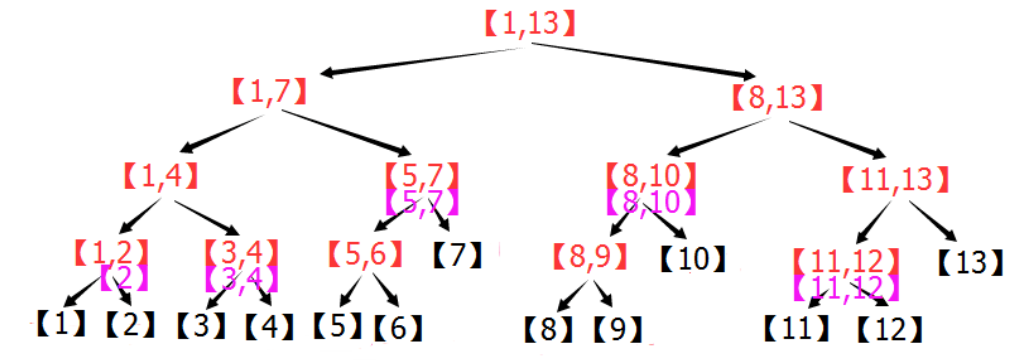 【1,13】
【1,7】 【8,13】
【1,4】 【5,7】 【8,10】 【11,13】
【5,7】 【8,10】
【1,2】 【3,4】 【5,6】 【7】 【8,9】 【10】 【11,12】 【13】
【2】 【3,4】 【11,12】
【1】 【2】 【3】 【4】 【5】 【6】 【8】 【9】 【11】 【12】